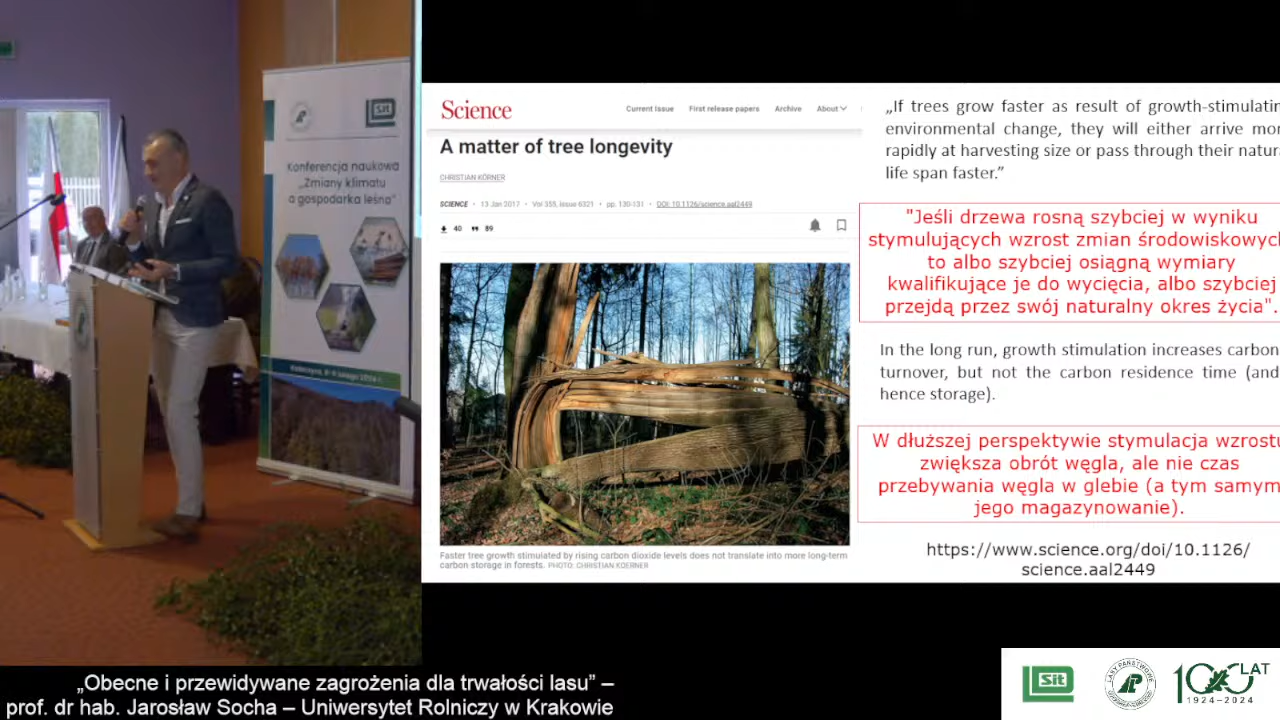 Sit
Konferencja naukowa
„Zmiany klimatu
a gospodarka leśna”
Science
Current Issue First release papers Archive About
A matter of tree longevity
CHRISTIAN KÖRNER
SCIENCE • 13 Jan 2017 • Vol 355, Issue 6321 • pp. 130-131 • DOI: 10.1126/science.aal2449
40 89
Faster tree growth stimulated by rising carbon dioxide levels does not translate into more long-term
carbon storage in forests. PHOTO: CHRISTIAN KOERNER
„If trees grow faster as result of growth-stimulatin
environmental change, they will either arrive mo
rapidly at harvesting size or pass through their natur
life span faster.”
"Jeśli drzewa rosną szybciej w wyniku
stymulujących wzrost zmian środowiskowyc
to albo szybciej osiągną wymiary
kwalifikujące je do wycięcia, albo szybciej
przejdą przez swój naturalny okres życia".
In the long run, growth stimulation increases carbon
turnover, but not the carbon residence time (and
hence storage).
W dłuższej perspektywie stymulacja wzrostu
zwiększa obrót węgla, ale nie czas
przebywania węgla w glebie (a tym samym
jego magazynowanie).
https://www.science.org/doi/10.1126/
science.aal2449
„Obecne i przewidywane zagrożenia dla trwałości lasu” –
prof. dr hab. Jarosław Socha – Uniwersytet Rolniczy w Krakowie
Sit
LASY PAŃSTWOWE
100 LAT
1924–2024